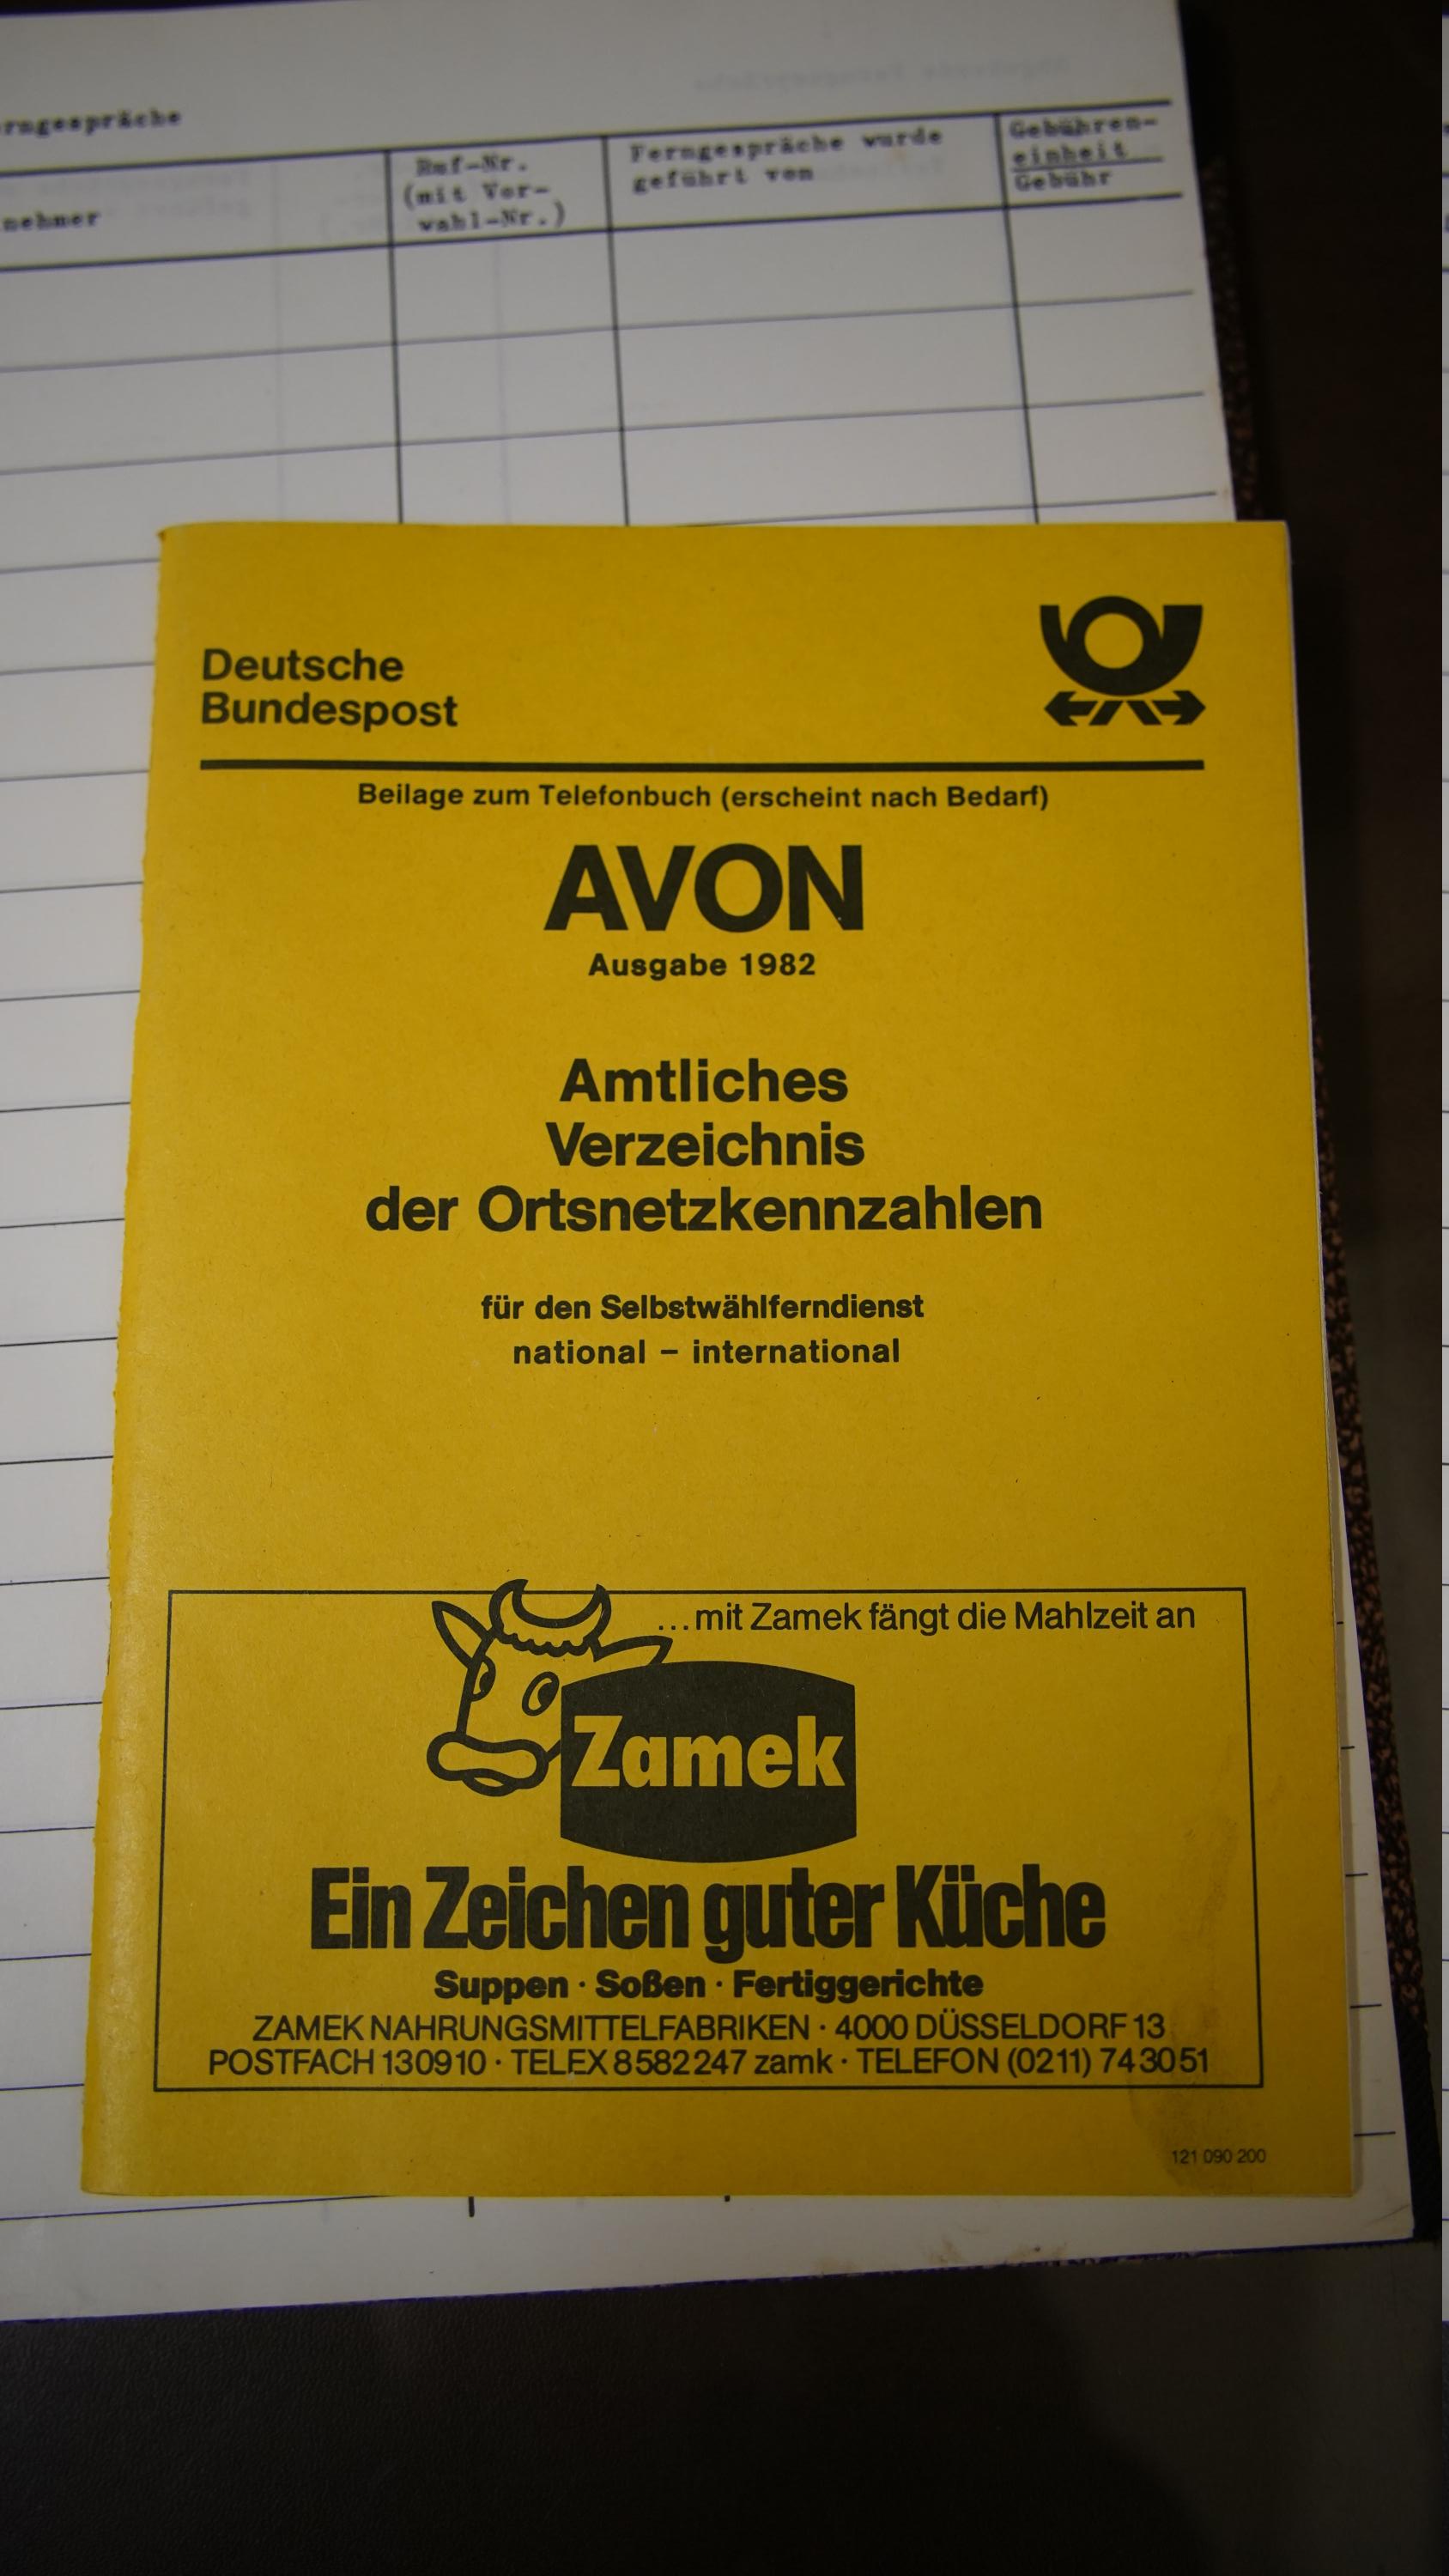 Ferngespräche
nehmer
Ruf-Nr.
(mit Vor-
wahl-Nr.)
Ferngespräche wurde
geführt von
Gebühren-
einheit
Gebühr
Deutsche
Bundespost
Beilage zum Telefonbuch (erscheint nach Bedarf)
AVON
Ausgabe 1982
Amtliches
Verzeichnis
der Ortsnetzkennzahlen
für den Selbstwählferndienst
national – international
...mit Zamek fängt die Mahlzeit an
Zamek
Ein Zeichen guter Küche
Suppen · Soßen · Fertiggerichte
ZAMEK NAHRUNGSMITTELFABRIKEN · 4000 DÜSSELDORF 13
POSTFACH 130910 · TELEX 8582247 zamk · TELEFON (0211) 743051
121 090 200